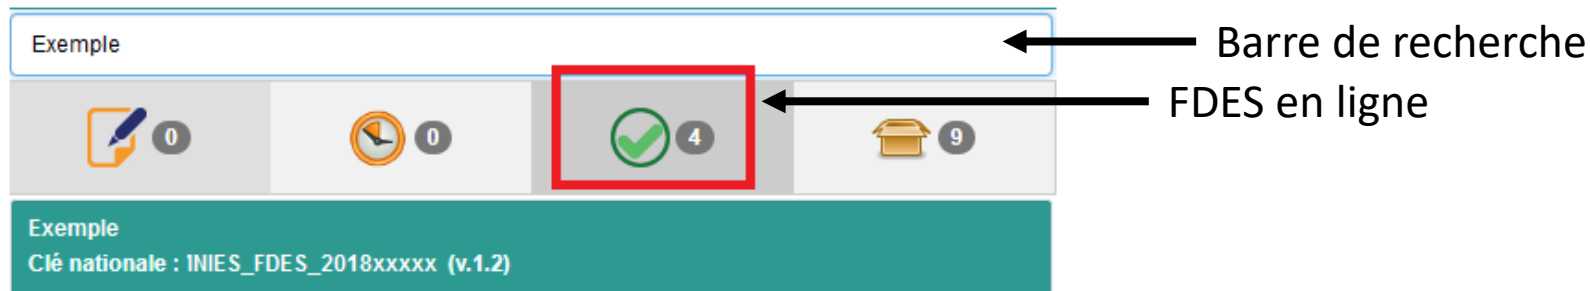 Exemple
Barre de recherche
FDES en ligne
0
0
4
9
Exemple
Clé nationale : INIES_FDES_2018xxxxx (v.1.2)